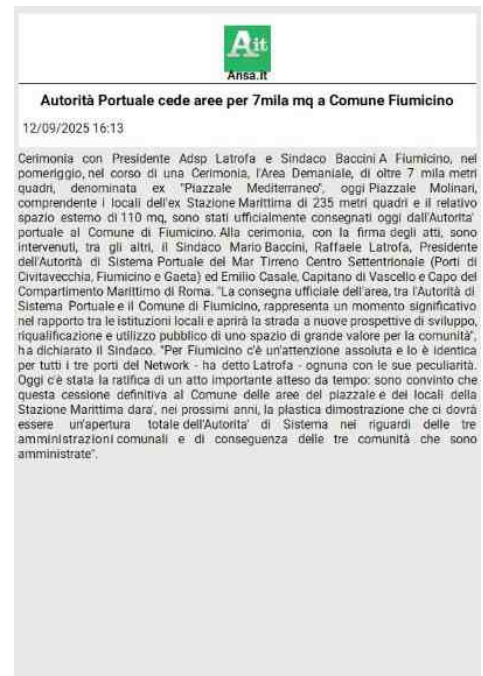 Ait
Ansa.it
Autorità Portuale cede aree per 7mila mq a Comune Fiumicino
12/09/2025 16:13
Cerimonia con Presidente Adsp Latrofa e Sindaco Baccini A Fiumicino, nel
pomeriggio, nel corso di una Cerimonia, l'Area Demaniale, di oltre 7 mila metri
quadri, denominata ex "Piazzale Mediterraneo", oggi Piazzale Molinari,
comprendente i locali dell'ex Stazione Marittima di 235 metri quadri e il relativo
spazio esterno di 110 mq, sono stati ufficialmente consegnati oggi dall'Autorita'
portuale al Comune di Fiumicino. Alla cerimonia, con la firma degli atti, sono
intervenuti, tra gli altri, il Sindaco Mario Baccini, Raffaele Latrofa, Presidente
dell'Autorità di Sistema Portuale del Mar Tirreno Centro Settentrionale (Porti di
Civitavecchia, Fiumicino e Gaeta) ed Emilio Casale, Capitano di Vascello e Capo del
Compartimento Marittimo di Roma. "La consegna ufficiale dell'area, tra l'Autorità di
Sistema Portuale e il Comune di Fiumicino, rappresenta un momento significativo
nel rapporto tra le istituzioni locali e aprirà la strada a nuove prospettive di sviluppo,
riqualificazione e utilizzo pubblico di uno spazio di grande valore per la comunità",
ha dichiarato il Sindaco. "Per Fiumicino c'è un'attenzione assoluta e lo è identica
per tutti i tre porti del Network - ha detto Latrofa - ognuna con le sue peculiarità.
Oggi c'è stata la ratifica di un atto importante atteso da tempo: sono convinto che
questa cessione definitiva al Comune delle aree del piazzale e dei locali della
Stazione Marittima dara', nei prossimi anni, la plastica dimostrazione che ci dovrà
essere un'apertura totale dell'Autorita' di Sistema nei riguardi delle tre
amministrazioni comunali e di conseguenza delle tre comunità che sono
amministrate".